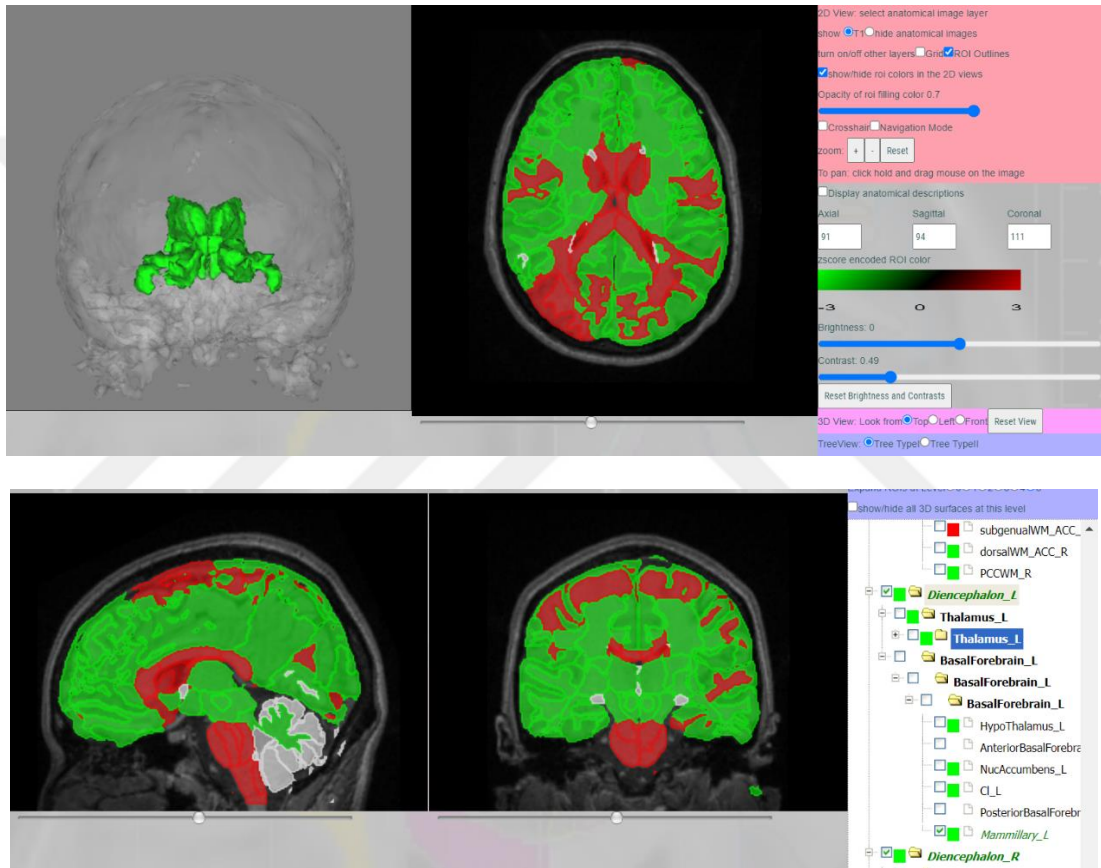 2D View: select anatomical image layer
show T1 hide anatomical images
turn on/off other layers Grid ROI Outlines
show/hide roi colors in the 2D views
Opacity of roi filling color 0.7
Crosshair Navigation Mode
zoom: + - Reset
To pan: click hold and drag mouse on the image
Display anatomical descriptions
Axial Sagittal Coronal
91 94 111
zscore encoded ROI color
-3 0 3
Brightness: 0
Contrast: 0.49
Reset Brightness and Contrasts
3D View: Look from Top Left Front Reset View
TreeView: Tree TypeI Tree TypeII
show/hide all 3D surfaces at this level
subgenualWM_ACC_
dorsalWM_ACC_R
PCCWM_R
Diencephalon_L
Thalamus_L
Thalamus_L
BasalForebrain_L
BasalForebrain_L
BasalForebrain_L
HypoThalamus_L
AnteriorBasalForebra
NucAccumbens_L
Cl_L
PosteriorBasalForebr
Mammillary_L
Diencephalon_R